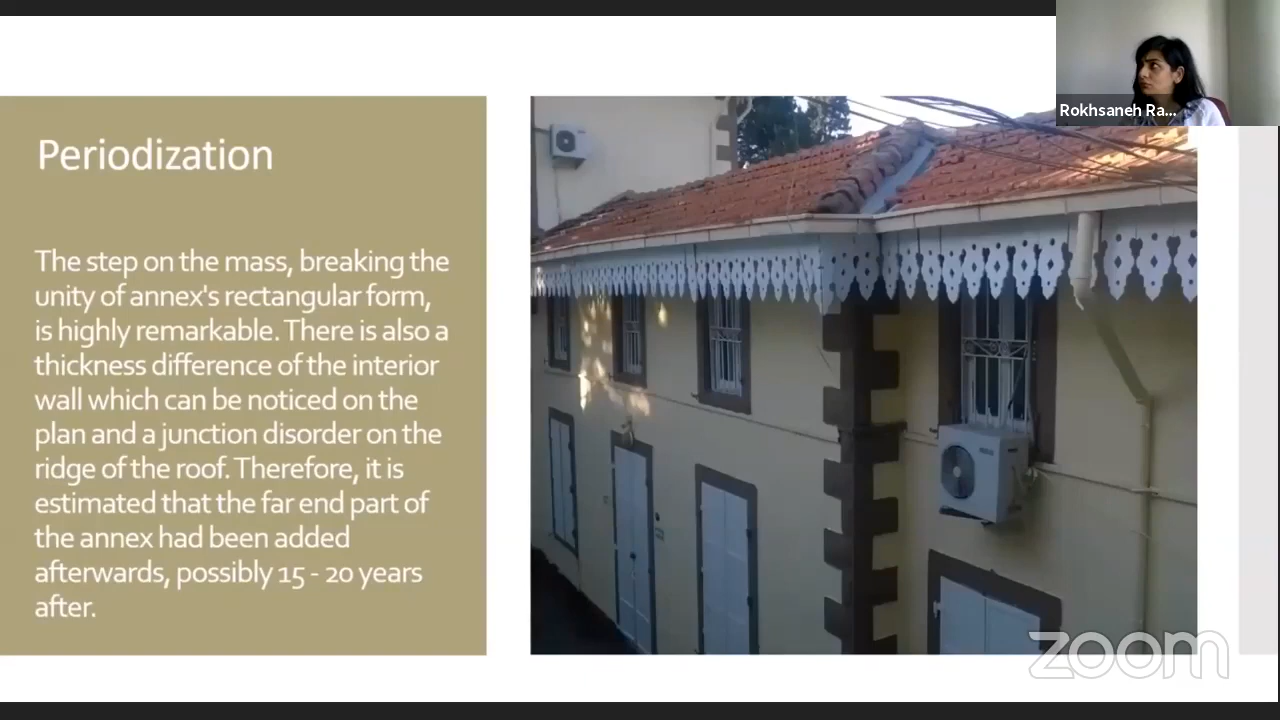 Rokhsaneh Ra...
Periodization
The step on the mass, breaking the
unity of annex's rectangular form,
is highly remarkable. There is also a
thickness difference of the interior
wall which can be noticed on the
plan and a junction disorder on the
ridge of the roof. Therefore, it is
estimated that the far end part of
the annex had been added
afterwards, possibly 15 - 20 years
after.
zoom